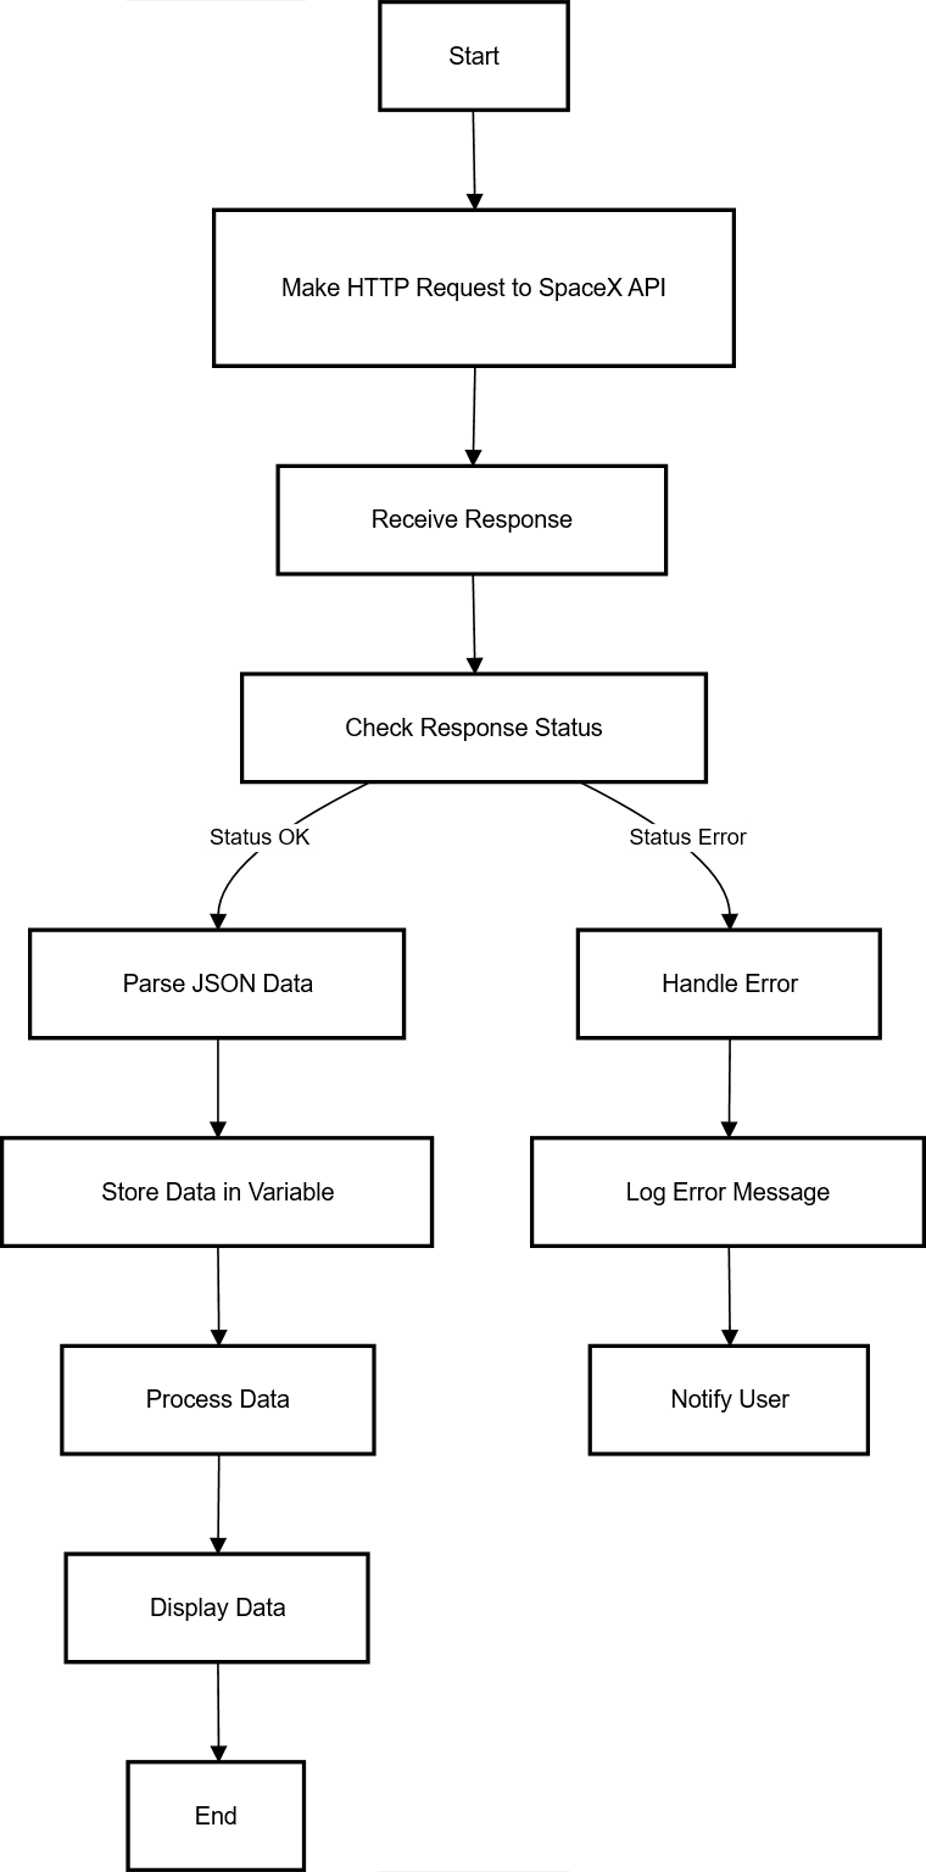 Start
Make HTTP Request to SpaceX API
Receive Response
Check Response Status
Status OK
Status Error
Parse JSON Data
Handle Error
Store Data in Variable
Log Error Message
Process Data
Notify User
Display Data
End